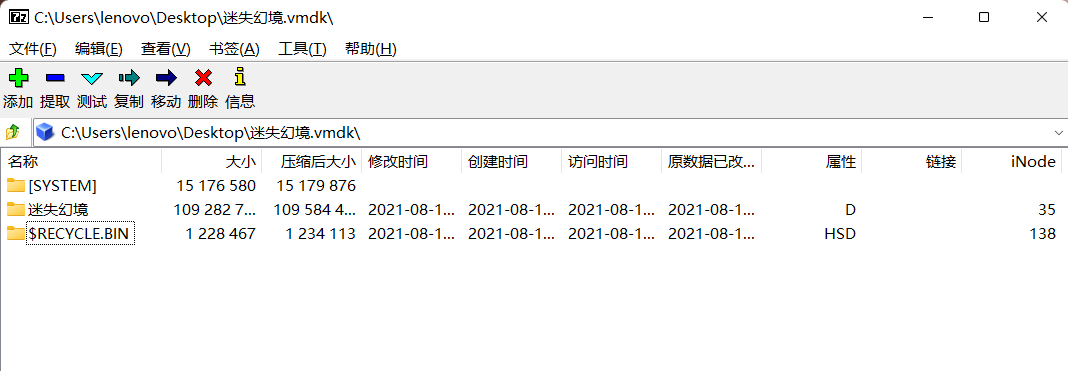 C:\Users\lenovo\Desktop\迷失幻境.vmdk\
文件(F) 编辑(E) 查看(V) 书签(A) 工具(T) 帮助(H)
添加 提取 测试 复制 移动 删除 信息
C:\Users\lenovo\Desktop\迷失幻境.vmdk\
名称 大小 压缩后大小 修改时间 创建时间 访问时间 原数据已改... 属性 链接 iNode
[SYSTEM] 15 176 580 15 179 876
迷失幻境 109 282 7... 109 584 4... 2021-08-1... 2021-08-1... 2021-08-1... 2021-08-1... D 35
$RECYCLE.BIN 1 228 467 1 234 113 2021-08-1... 2021-08-1... 2021-08-1... 2021-08-1... HSD 138